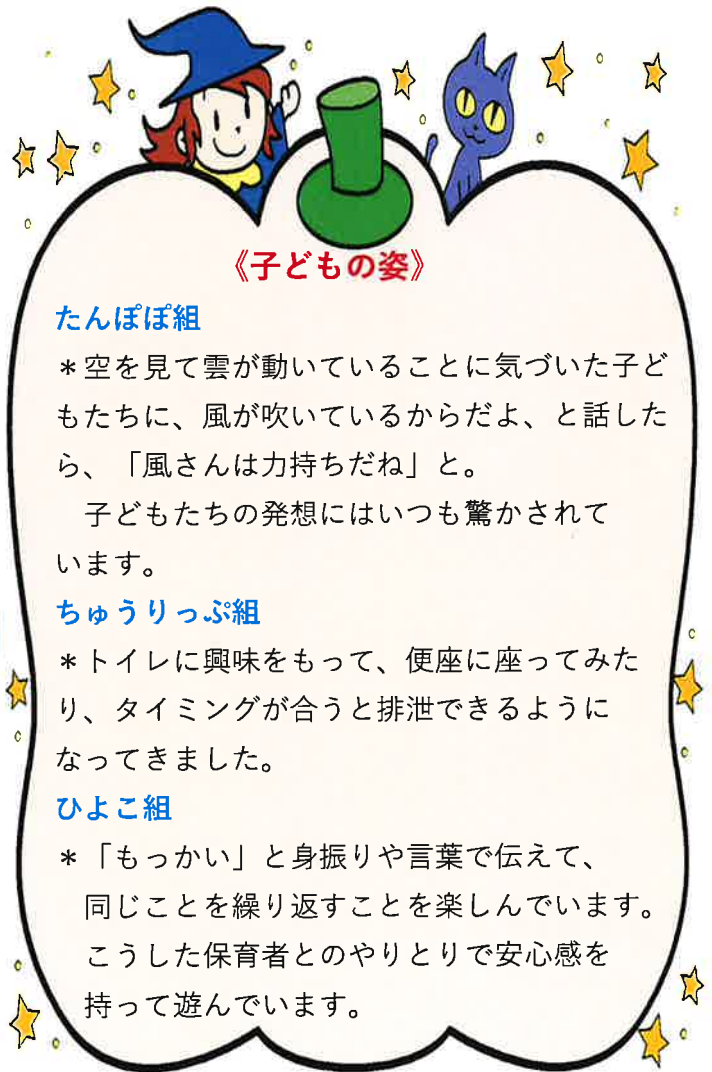 《子どもの姿》
たんぽぽ組
＊空を見て雲が動いていることに気づいた子ど
もたちに、風が吹いているからだよ、と話した
ら、「風さんは力持ちだね」と。
　子どもたちの発想にはいつも驚かされて
います。
ちゅうりっぷ組
＊トイレに興味をもって、便座に座ってみた
り、タイミングが合うと排泄できるように
なってきました。
ひよこ組
＊「もっかい」と身振りや言葉で伝えて、
　同じことを繰り返すことを楽しんでいます。
　こうした保育者とのやりとりで安心感を
　持って遊んでいます。